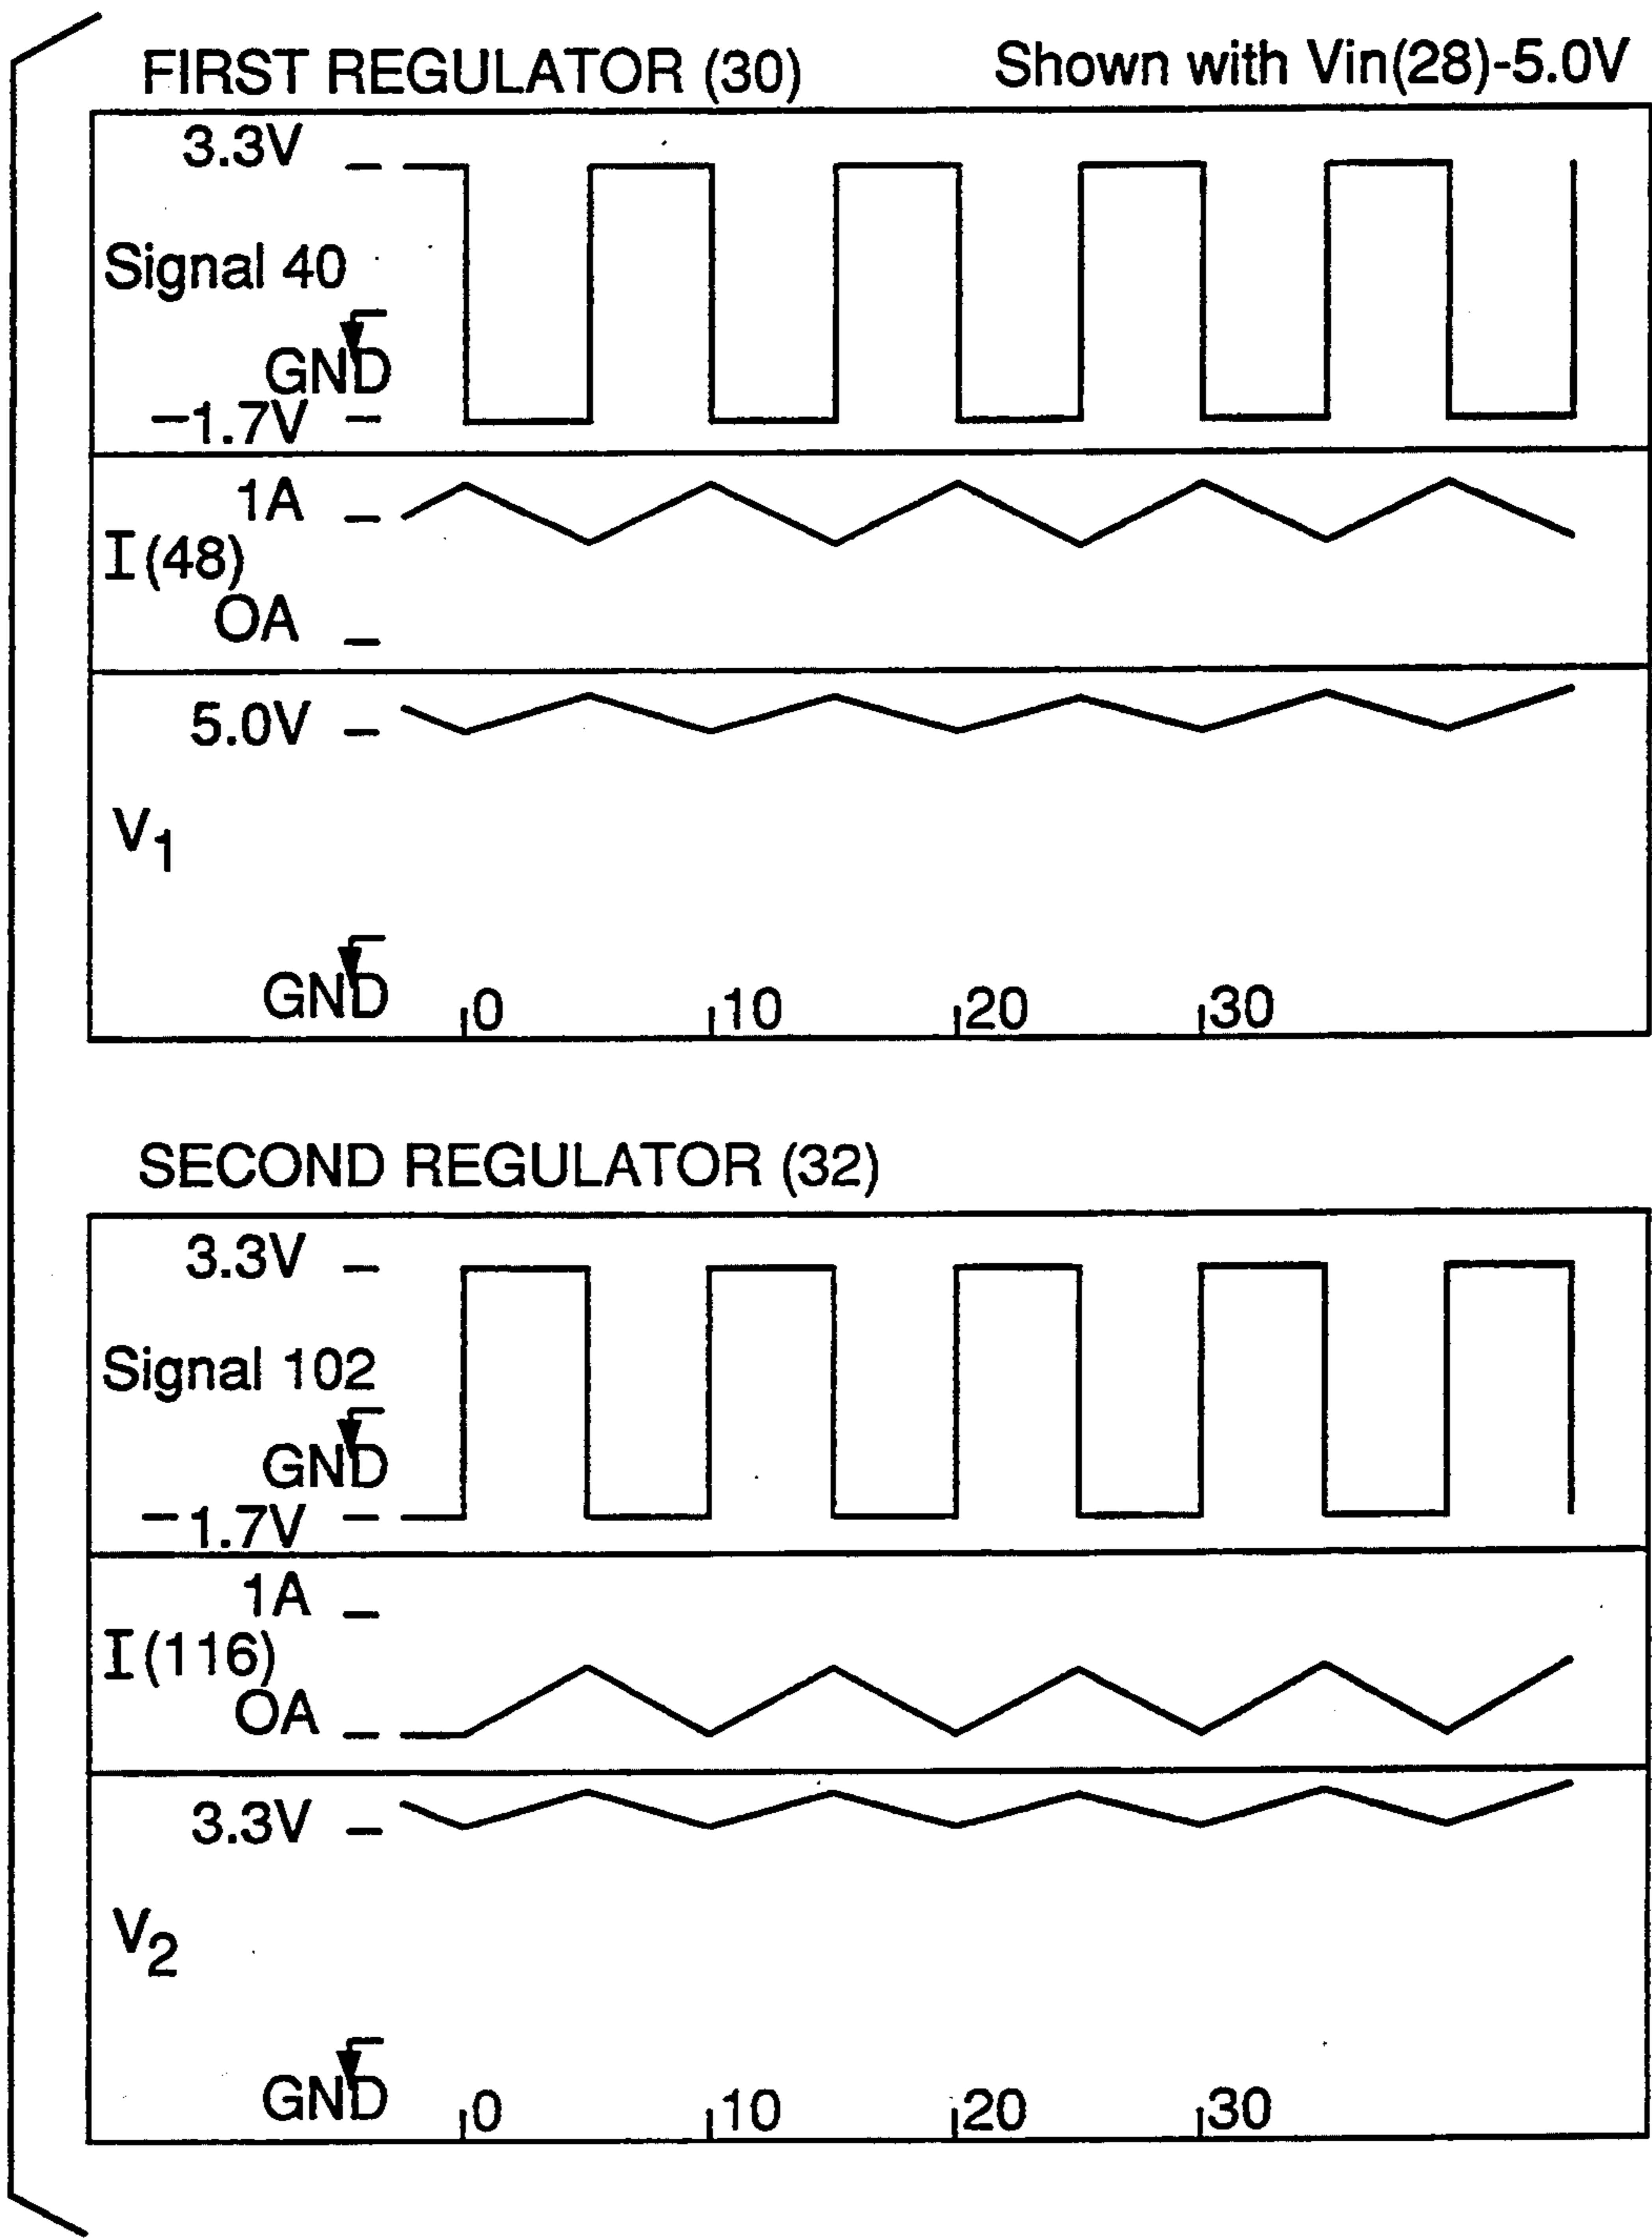 FIRST REGULATOR (30) Shown with Vin(28)-5.0V
3.3V
Signal 40
GND
-1.7V
1A
I(48)
OA
5.0V
V1
GND
0 10 20 30
SECOND REGULATOR (32)
3.3V
Signal 102
GND
-1.7V
1A
I(116)
OA
3.3V
V2
GND
0 10 20 30